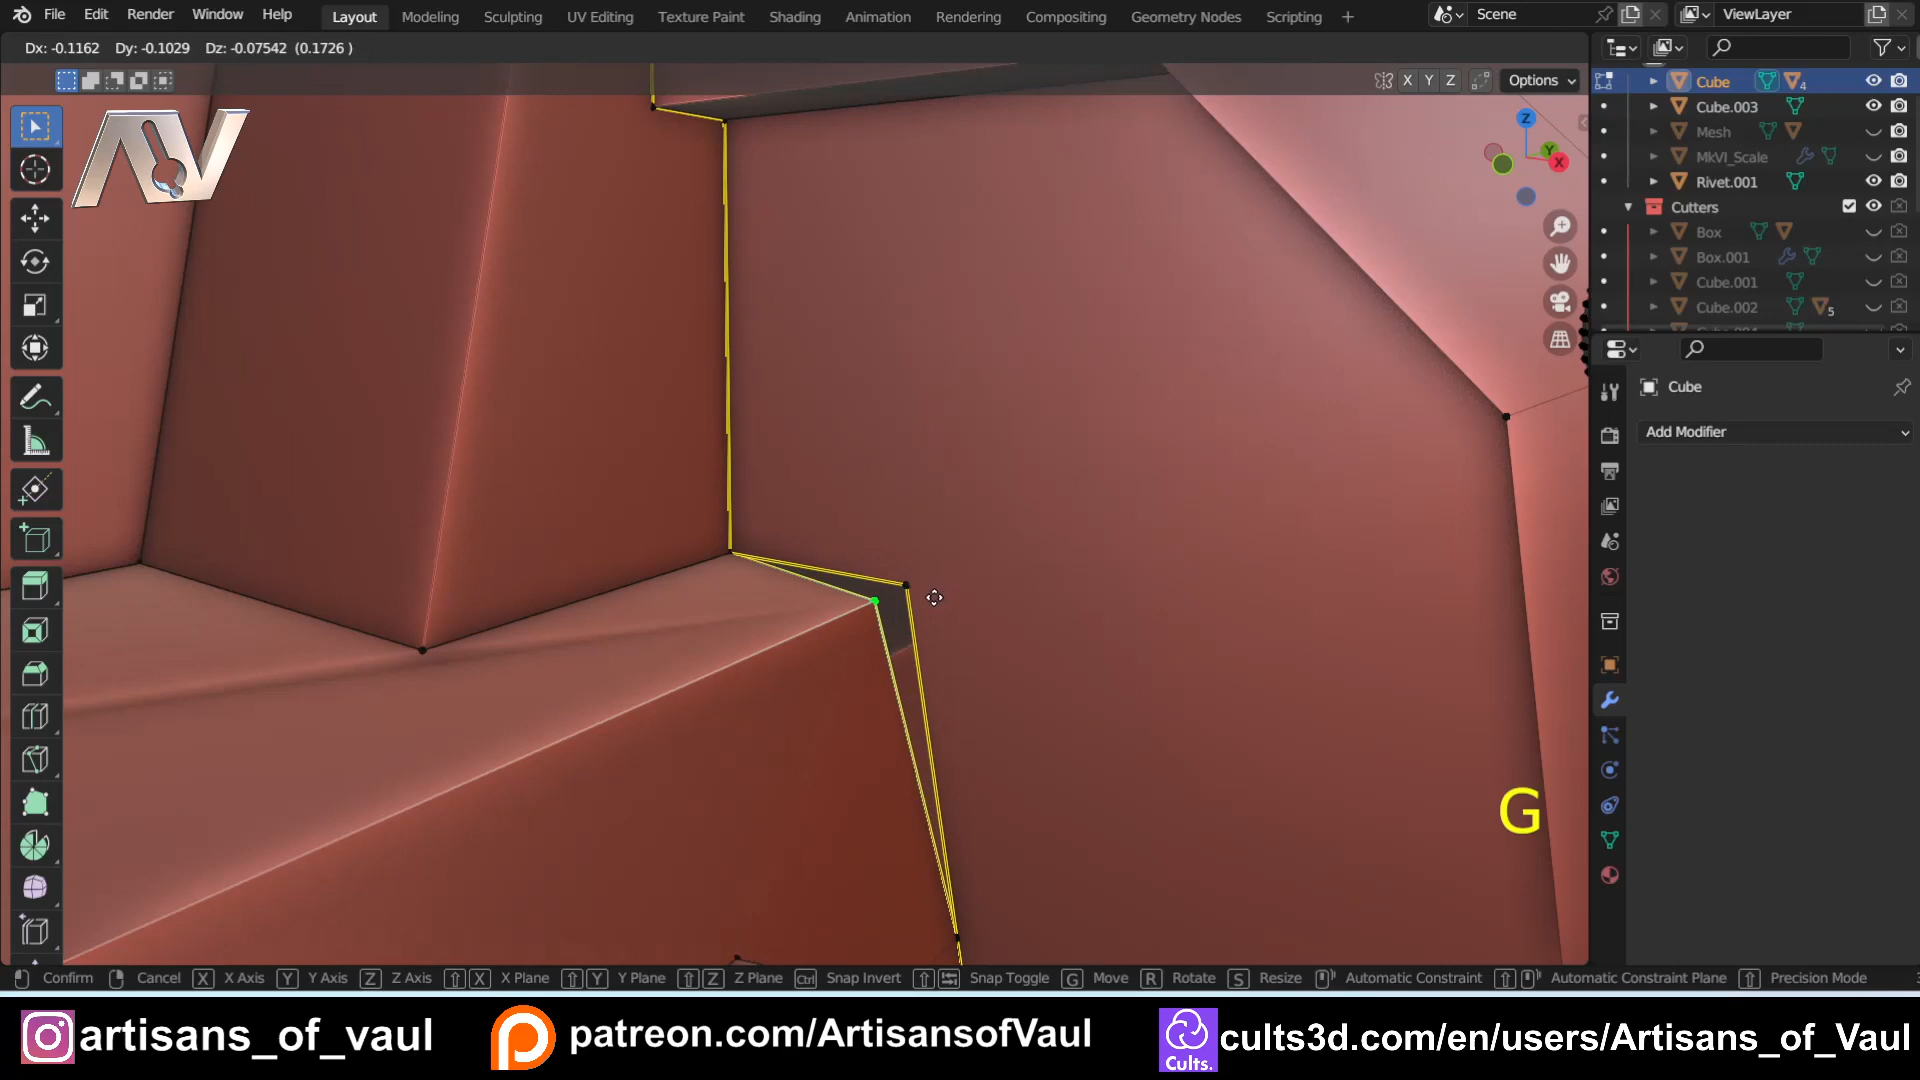 File Edit Render Window Help Layout Modeling Sculpting UV Editing Texture Paint Shading Animation Rendering Compositing Geometry Nodes Scripting + Scene ViewLayer
Dx: -0.1162 Dy: -0.1029 Dz: -0.07542 (0.1726 )
X Y Z Options
AV
Z
Y
X
Cube 4
Cube.003
Mesh
MkVI_Scale
Rivet.001
Cutters
Box
Box.001
Cube.001
Cube.002 5
Cube
Add Modifier
G
Confirm Cancel X X Axis Y Y Axis Z Z Axis X X Plane Y Y Plane Z Z Plane Ctrl Snap Invert Snap Toggle G Move R Rotate S Resize Automatic Constraint Automatic Constraint Plane Precision Mode
artisans_of_vaul patreon.com/ArtisansofVaul Cults. cults3d.com/en/users/Artisans_of_Vaul